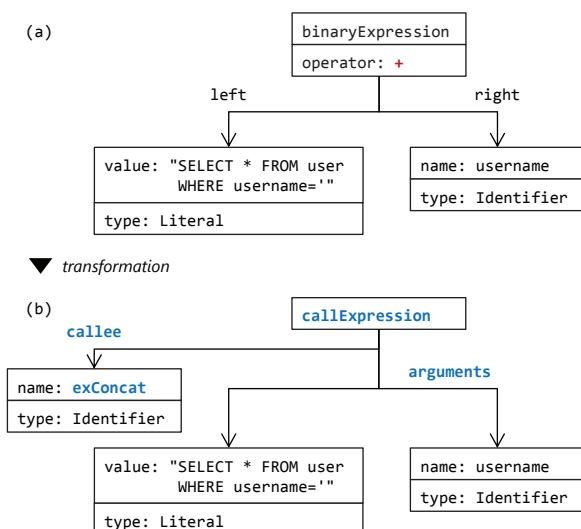 (a)
binaryExpression
operator: +
left
right
value: "SELECT * FROM user
WHERE username='"
type: Literal
name: username
type: Identifier
transformation
(b)
callExpression
callee
arguments
name: exConcat
type: Identifier
value: "SELECT * FROM user
WHERE username='"
type: Literal
name: username
type: Identifier